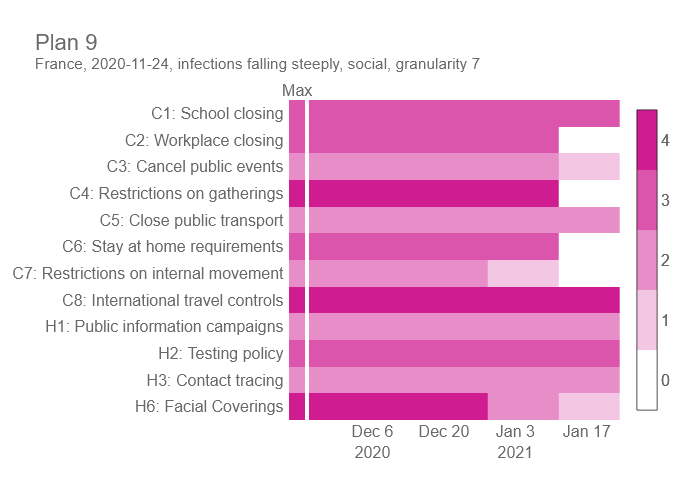 Plan 9
France, 2020-11-24, infections falling steeply, social, granularity 7
Max
C1: School closing
C2: Workplace closing
C3: Cancel public events
C4: Restrictions on gatherings
C5: Close public transport
C6: Stay at home requirements
C7: Restrictions on internal movement
C8: International travel controls
H1: Public information campaigns
H2: Testing policy
H3: Contact tracing
H6: Facial Coverings
Dec 6 Dec 20 Jan 3 Jan 17
2020 2021
4
3
2
1
0